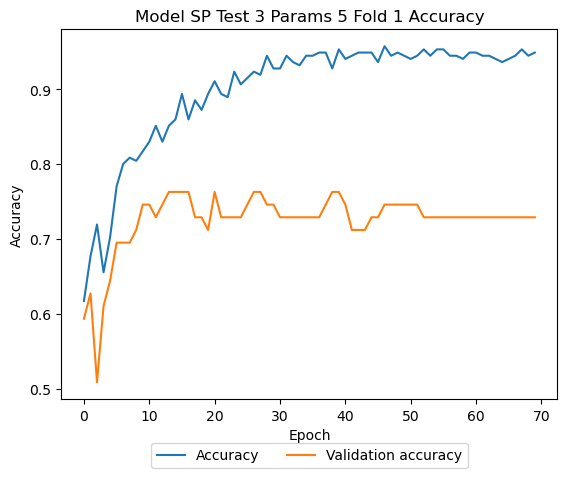 Model SP Test 3 Params 5 Fold 1 Accuracy
Accuracy
0.9
0.8
0.7
0.6
0.5
0 10 20 30 40 50 60 70
Epoch
Accuracy Validation accuracy